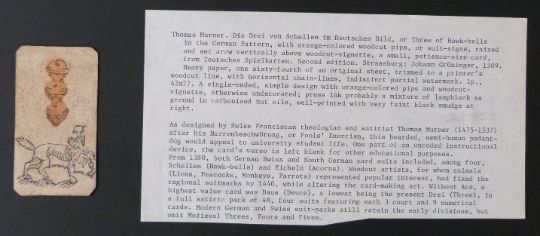 Thomas Murner. Die Drei von Schellen im Deutsches Bild, or Three of Hawk-bells
in the German Pattern, with orange-colored woodcut pips, or suit-signs, raised
and set arow vertically above woodcut-vignette, a small, patience-size card,
from Teutsches Spielkarten. Second edition. Strassburg: Johann Grüninger, 1509.
Heavy paper, one sixty-fourth of an original sheet, trimmed to a printer's
woodcut line, with horizontal chain-lines, indistinct partial watermark. 1p.,
42x77. A single-ended, simple design with orange-colored pips and woodcut-
vignette, otherwise undecorated; press ink probably a mixture of lampblack as
ground in carbonized nut oils, well-printed with very faint black smudge at
right.
As designed by Swiss Franciscan theologian and satirist Thomas Murner (1475-1537)
after his Narrenbeschwörung, or Fools' Exorcism, this bearded, semi-human pedant-
dog would appeal to university student life. One part of an uncoded instructional
device, the card's verso is left blank for other educational purposes.
From 1380, both German Swiss and South German card suits included, among four,
Schellen (Hawk-bells) and Eicheln (Acorns). Woodcut artists, for whom animals
(Lions, Peacocks, Monkeys, Parrots) represented popular interest, had fixed the
regional suitmarks by 1440, while altering the card-making art. Without Ace, a
highest value card was Daus (Deuce), a lowest being the present Drei (Three), in
a full satiric pack of 48, four suits featuring each 3 court and 9 numerical
cards. Modern German and Swiss suit-packs still retain the early divisions, but
omit Medieval Threes, Fours and Fives.